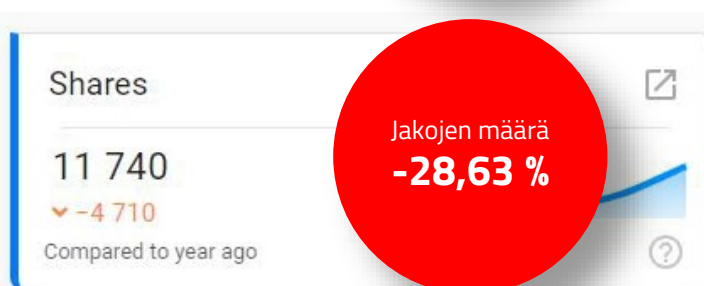 Shares
11 740
−4 710
Compared to year ago
Jakojen määrä
-28,63 %
?